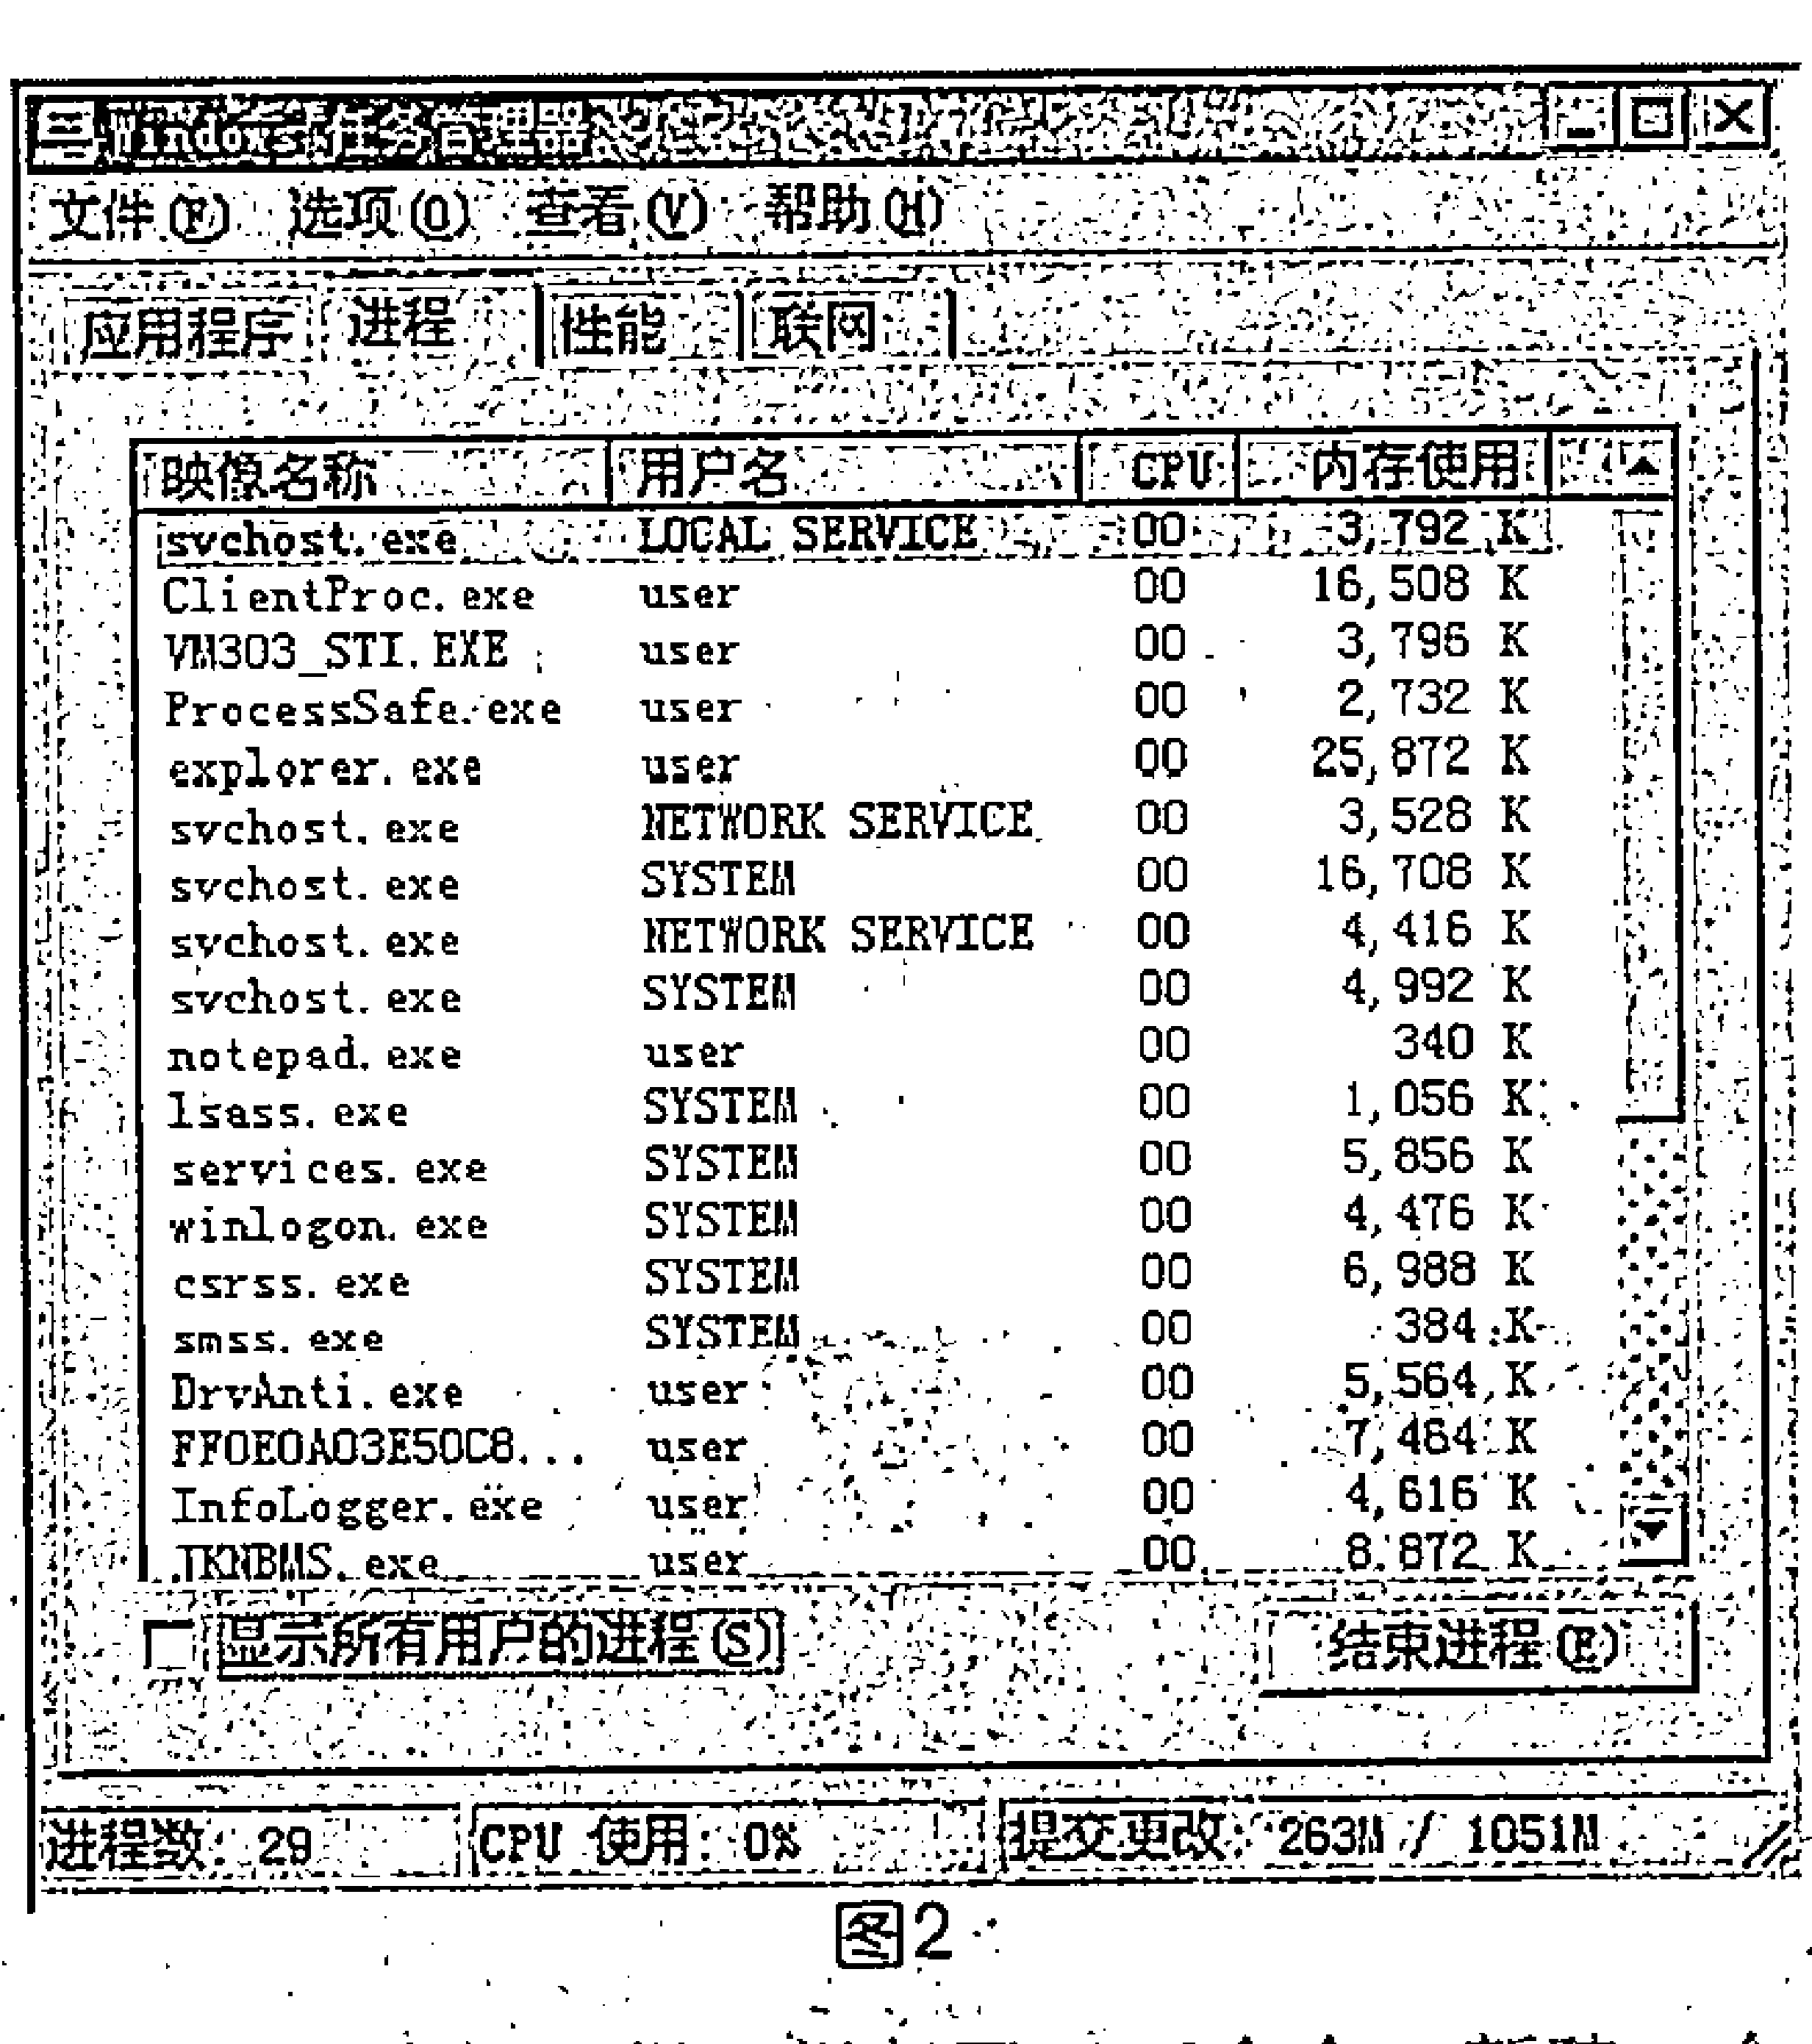 Windows 任务管理器
文件(F) 选项(O) 查看(V) 帮助(H)
应用程序 进程 性能 联网
映像名称 用户名 CPU 内存使用
svchost.exe LOCAL SERVICE 00 3,792 K
ClientProc.exe user 00 16,508 K
VM303_STI.EXE user 00 3,796 K
ProcessSafe.exe user 00 2,732 K
explorer.exe user 00 25,872 K
svchost.exe NETWORK SERVICE 00 3,528 K
svchost.exe SYSTEM 00 16,708 K
svchost.exe NETWORK SERVICE 00 4,416 K
svchost.exe SYSTEM 00 4,992 K
notepad.exe user 00 340 K
lsass.exe SYSTEM 00 1,056 K
services.exe SYSTEM 00 5,856 K
winlogon.exe SYSTEM 00 4,476 K
csrss.exe SYSTEM 00 6,988 K
smss.exe SYSTEM 00 384 K
DrvAnti.exe user 00 5,564 K
FF0E0A03E50C8... user 00 7,464 K
InfoLogger.exe user 00 4,616 K
TKNBMS.exe user 00 8,872 K
显示所有用户的进程(S) 结束进程(E)
进程数: 29 CPU 使用: 0% 提交更改: 263M / 1051M
图2